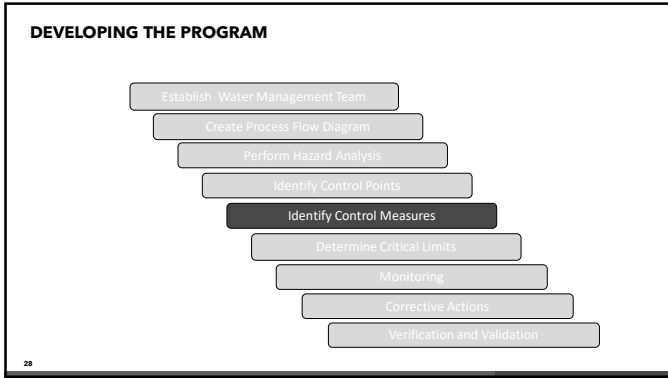 DEVELOPING THE PROGRAM
Establish Water Management Team
Create Process Flow Diagram
Perform Hazard Analysis
Identify Control Points
Identify Control Measures
Determine Critical Limits
Monitoring
Corrective Actions
Verification and Validation
28